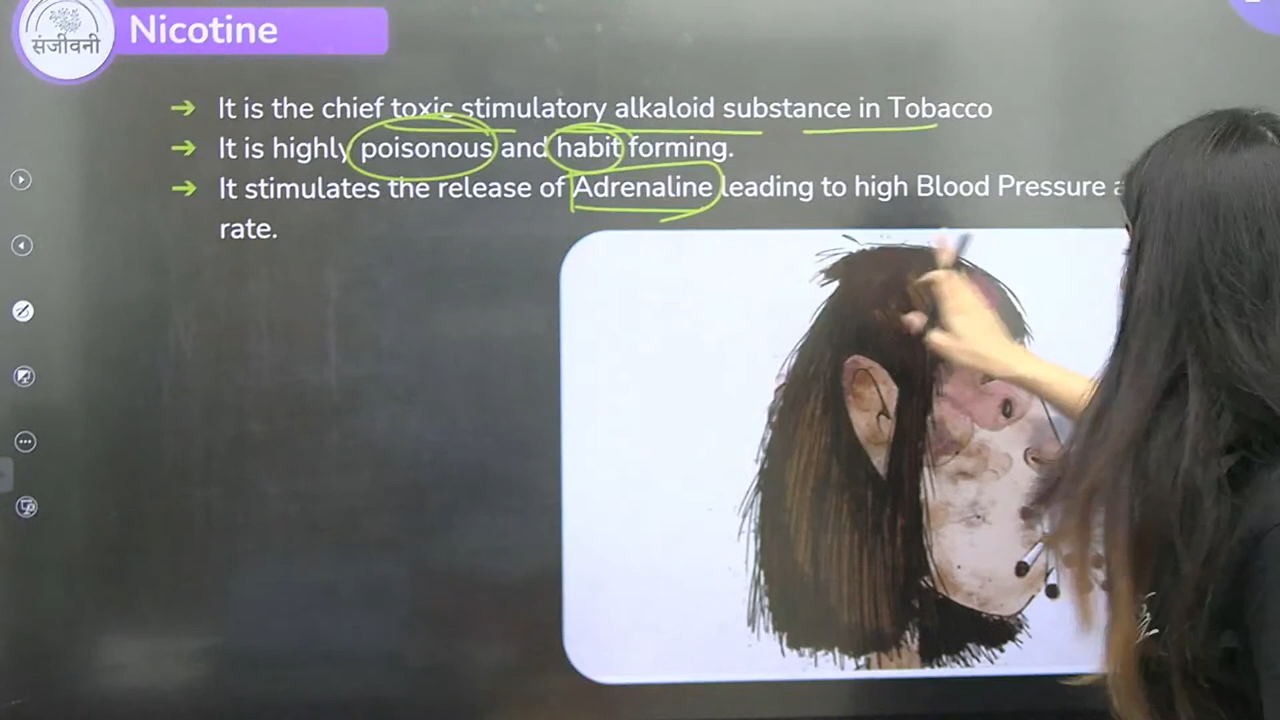 संजीवनी
Nicotine
It is the chief toxic stimulatory alkaloid substance in Tobacco
It is highly poisonous and habit forming.
It stimulates the release of Adrenaline leading to high Blood Pressure
rate.